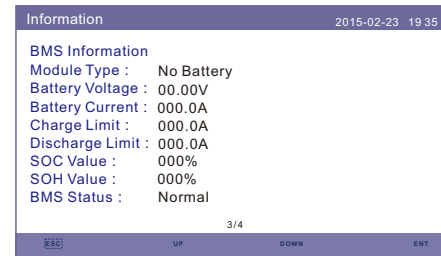 Information 2015-02-23 19 35
BMS Information
Module Type : No Battery
Battery Voltage : 00.00V
Battery Current : 000.0A
Charge Limit : 000.0A
Discharge Limit : 000.0A
SOC Value : 000%
SOH Value : 000%
BMS Status : Normal
3/4
ESC UP DOWN ENT